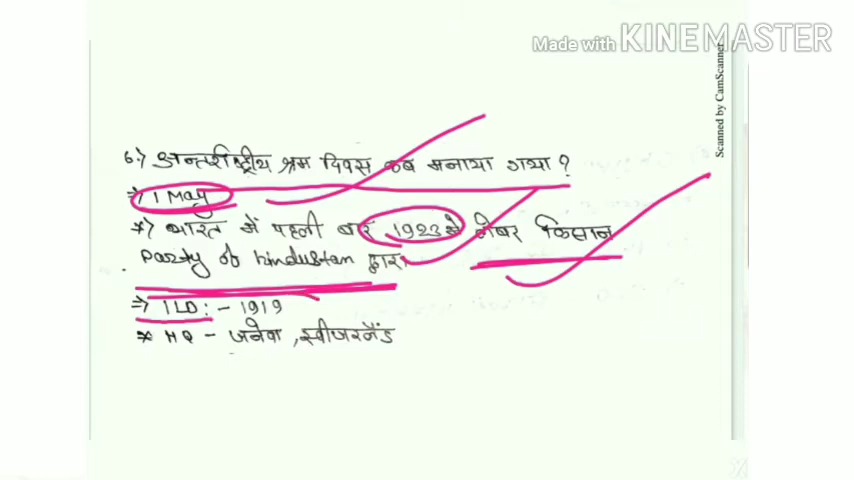 Made with KINEMASTER
Scanned by CamScanner
6.) अन्तर्राष्ट्रीय श्रम दिवस कब मनाया गया ?
⇒ 1 May
*) भारत में पहली बार 1923 में लेबर किसान
party of hindustan द्वारा
⇒ ILO :- 1919
* HQ - जनेवा, स्वीजरलैंड